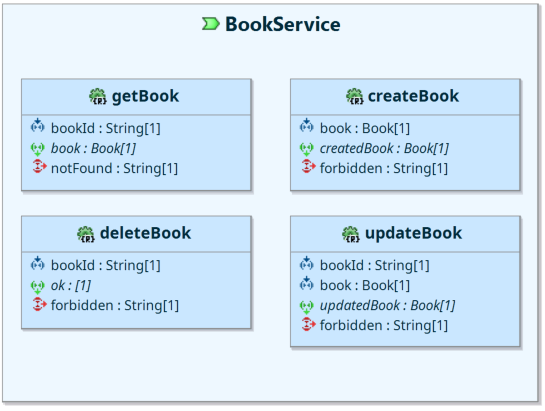 BookService
getBook
bookId : String[1]
book : Book[1]
notFound : String[1]
createBook
book : Book[1]
createdBook : Book[1]
forbidden : String[1]
deleteBook
bookId : String[1]
ok : [1]
forbidden : String[1]
updateBook
bookId : String[1]
book : Book[1]
updatedBook : Book[1]
forbidden : String[1]